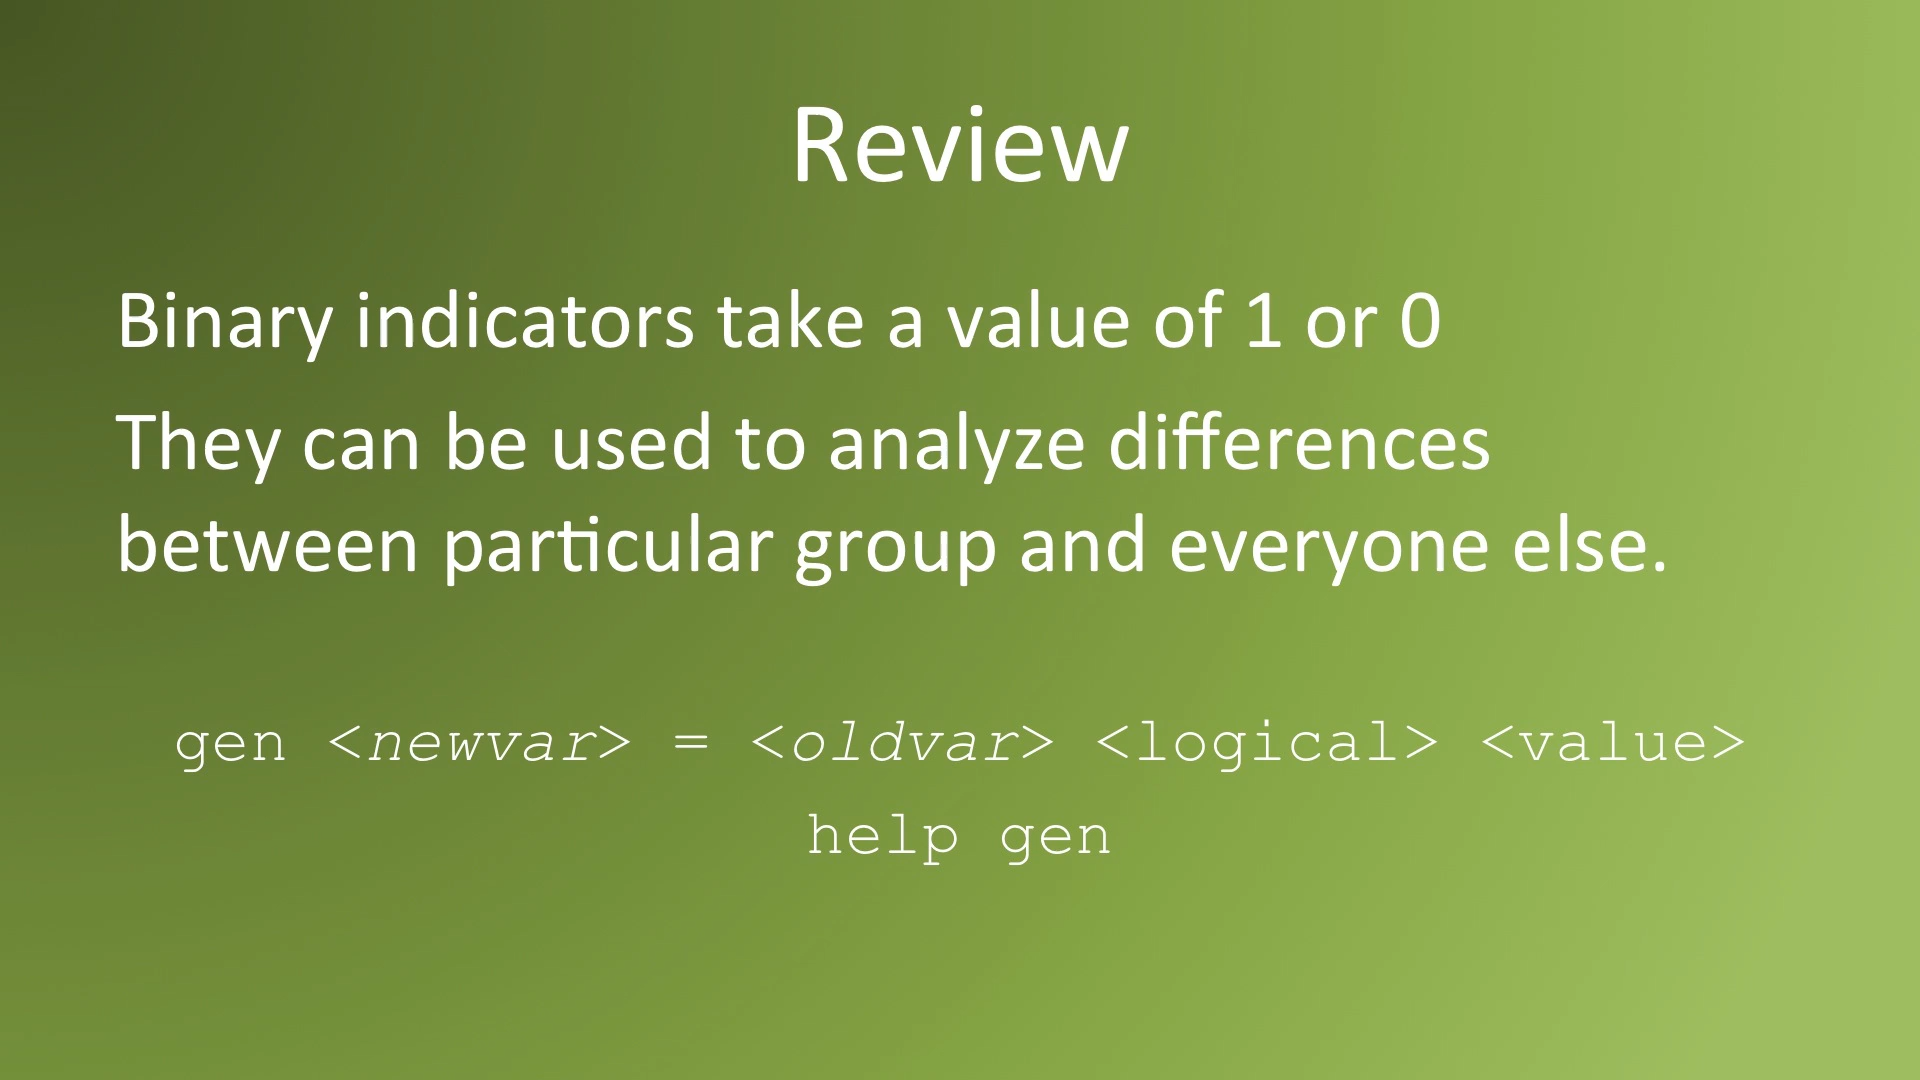 Review
Binary indicators take a value of 1 or 0
They can be used to analyze differences
between particular group and everyone else.
gen <newvar> = <oldvar> <logical> <value>
help gen